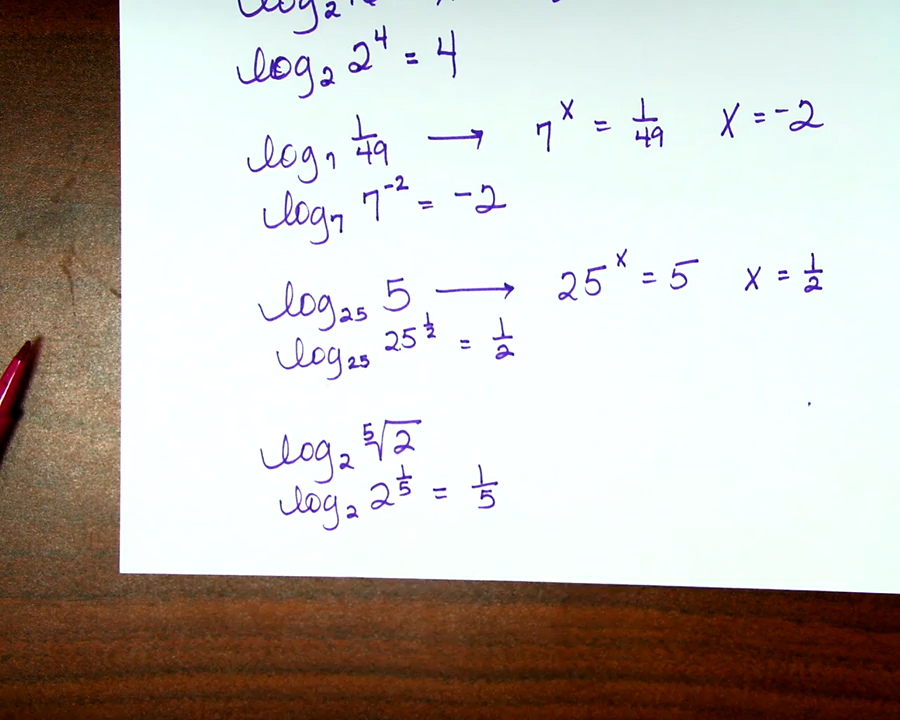 log₂ 2⁴ = 4
log₇ 1/49 → 7ˣ = 1/49 x = -2
log₇ 7⁻² = -2
log₂₅ 5 → 25ˣ = 5 x = 1/2
log₂₅ 25^(1/2) = 1/2
log₂ ⁵√2
log₂ 2^(1/5) = 1/5